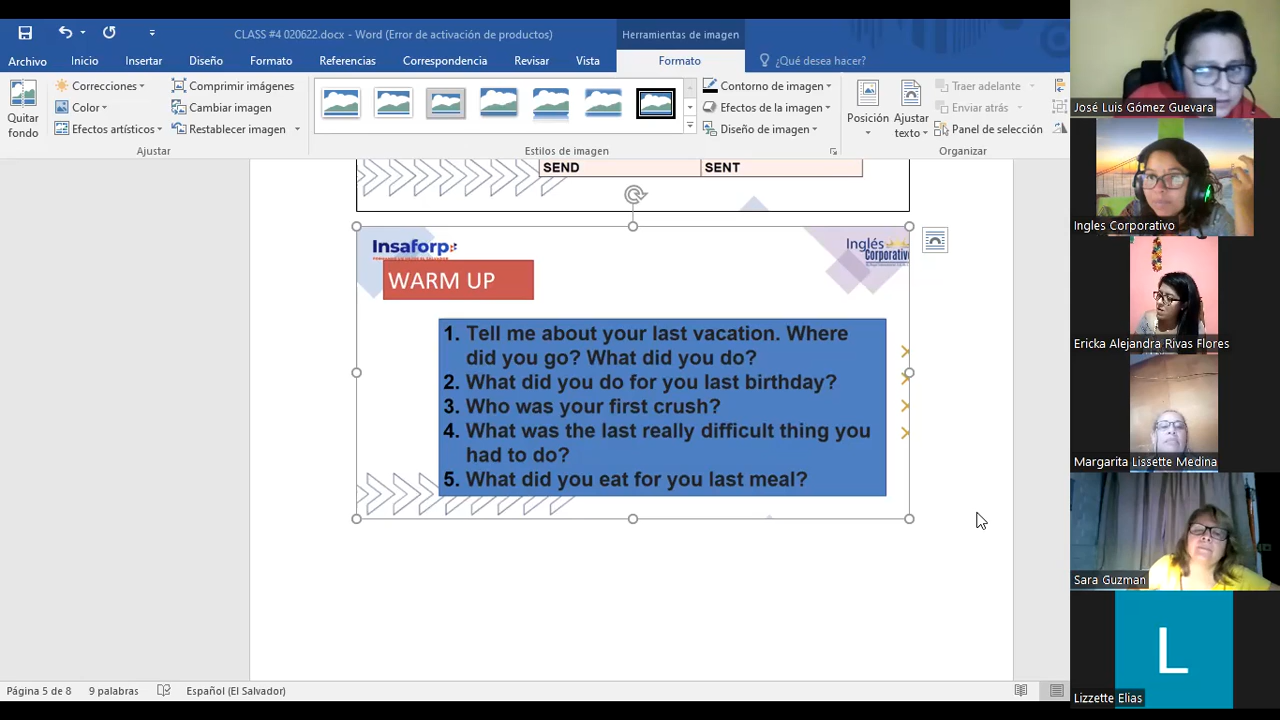 CLASS #4 020622.docx - Word (Error de activación de productos)
Herramientas de imagen
Archivo Inicio Insertar Diseño Formato Referencias Correspondencia Revisar Vista Formato ¿Qué desea hacer?
Quitar fondo
Correcciones
Color
Efectos artísticos
Comprimir imágenes
Cambiar imagen
Restablecer imagen
Ajustar
Estilos de imagen
Contorno de imagen
Efectos de la imagen
Diseño de imagen
Posición
Ajustar texto
Traer adelante
Enviar atrás
Panel de selección
Organizar
SEND SENT
Insaforp
Inglés
Corporativo
WARM UP
1. Tell me about your last vacation. Where
did you go? What did you do?
2. What did you do for you last birthday?
3. Who was your first crush?
4. What was the last really difficult thing you
had to do?
5. What did you eat for you last meal?
Página 5 de 8 9 palabras Español (El Salvador)
José Luis Gómez Guevara
Ingles Corporativo
Ericka Alejandra Rivas Flores
Margarita Lissette Medina
Sara Guzman
L
Lizzette Elias